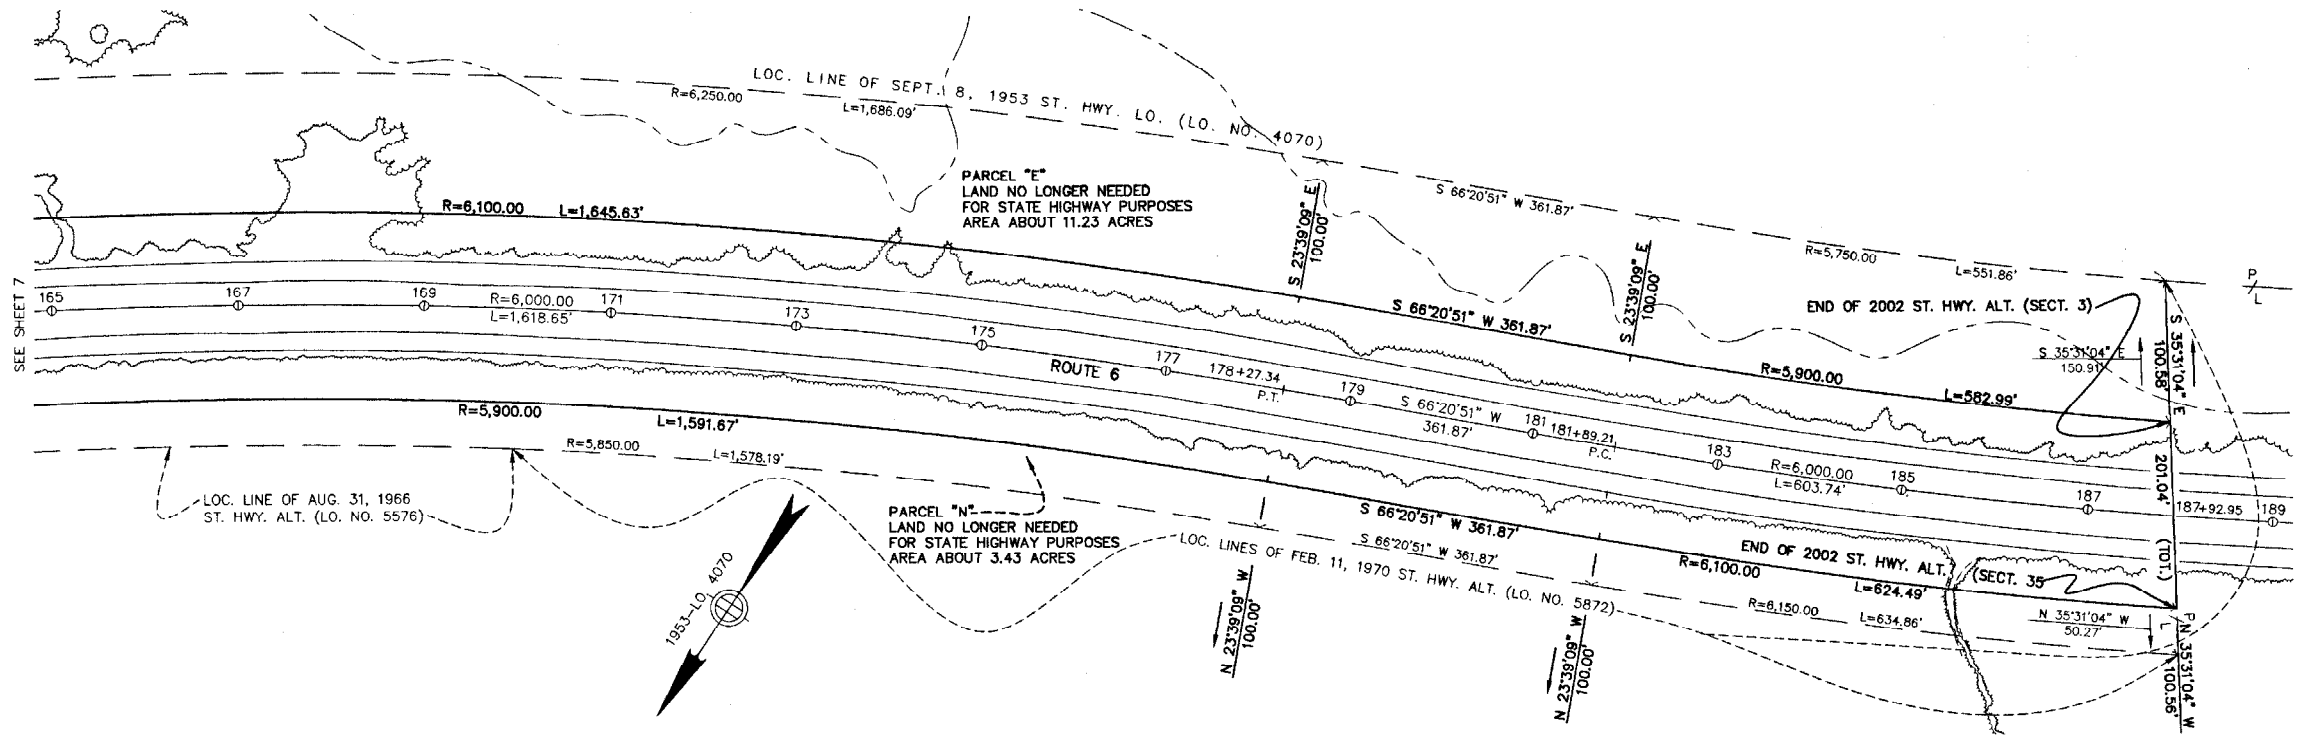 LOC. LINE OF SEPT. 8, 1953 ST. HWY. LO. (LO. NO. 4070)
R=6,250.00
L=1,686.09'
PARCEL "E"
LAND NO LONGER NEEDED
FOR STATE HIGHWAY PURPOSES
AREA ABOUT 11.23 ACRES
R=6,100.00
L=1,645.63'
S 23°39'09" E
100.00'
S 66°20'51" W 361.87'
S 23°39'09" E
100.00'
R=5,750.00
L=551.86'
P/L
END OF 2002 ST. HWY. ALT. (SECT. 3)
S 35°31'04" E
100.58'
S 35°31'04" E
150.91'
S 66°20'51" W 361.87'
R=5,900.00
L=582.99'
SEE SHEET 7
165
167
169
R=6,000.00
L=1,618.65'
171
173
175
ROUTE 6
177
178+27.34
P.T.
179
S 66°20'51" W
361.87'
181
181+89.21
P.C.
183
R=6,000.00
L=603.74'
185
187
187+92.95
189
201.04'
(TOT.)
R=5,900.00
L=1,591.67'
R=5,850.00
L=1,578.19'
LOC. LINE OF AUG. 31, 1966
ST. HWY. ALT. (LO. NO. 5576)
PARCEL "N"
LAND NO LONGER NEEDED
FOR STATE HIGHWAY PURPOSES
AREA ABOUT 3.43 ACRES
1953-LO. 4070
S 66°20'51" W 361.87'
S 66°20'51" W 361.87'
LOC. LINES OF FEB. 11, 1970 ST. HWY. ALT. (LO. NO. 5872)
N 23°39'09" W
100.00'
N 23°39'09" W
100.00'
END OF 2002 ST. HWY. ALT. (SECT. 35
R=6,100.00
L=624.49'
R=6,150.00
L=634.86'
N 35°31'04" W
50.27'
P
L
N 35°31'04" W
100.56'